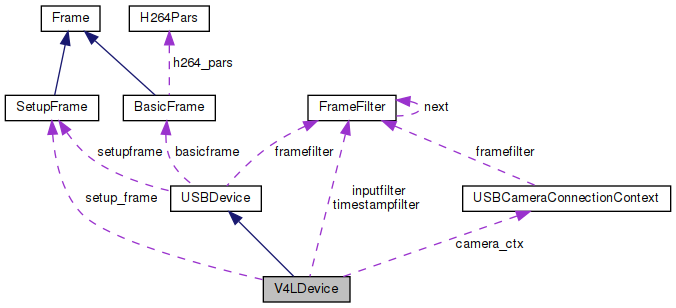 Frame
H264Pars
h264_pars
SetupFrame
BasicFrame
FrameFilter
next
setupframe
basicframe
framefilter
framefilter
setup_frame
USBDevice
inputfilter
timestampfilter
USBCameraConnectionContext
camera_ctx
V4LDevice